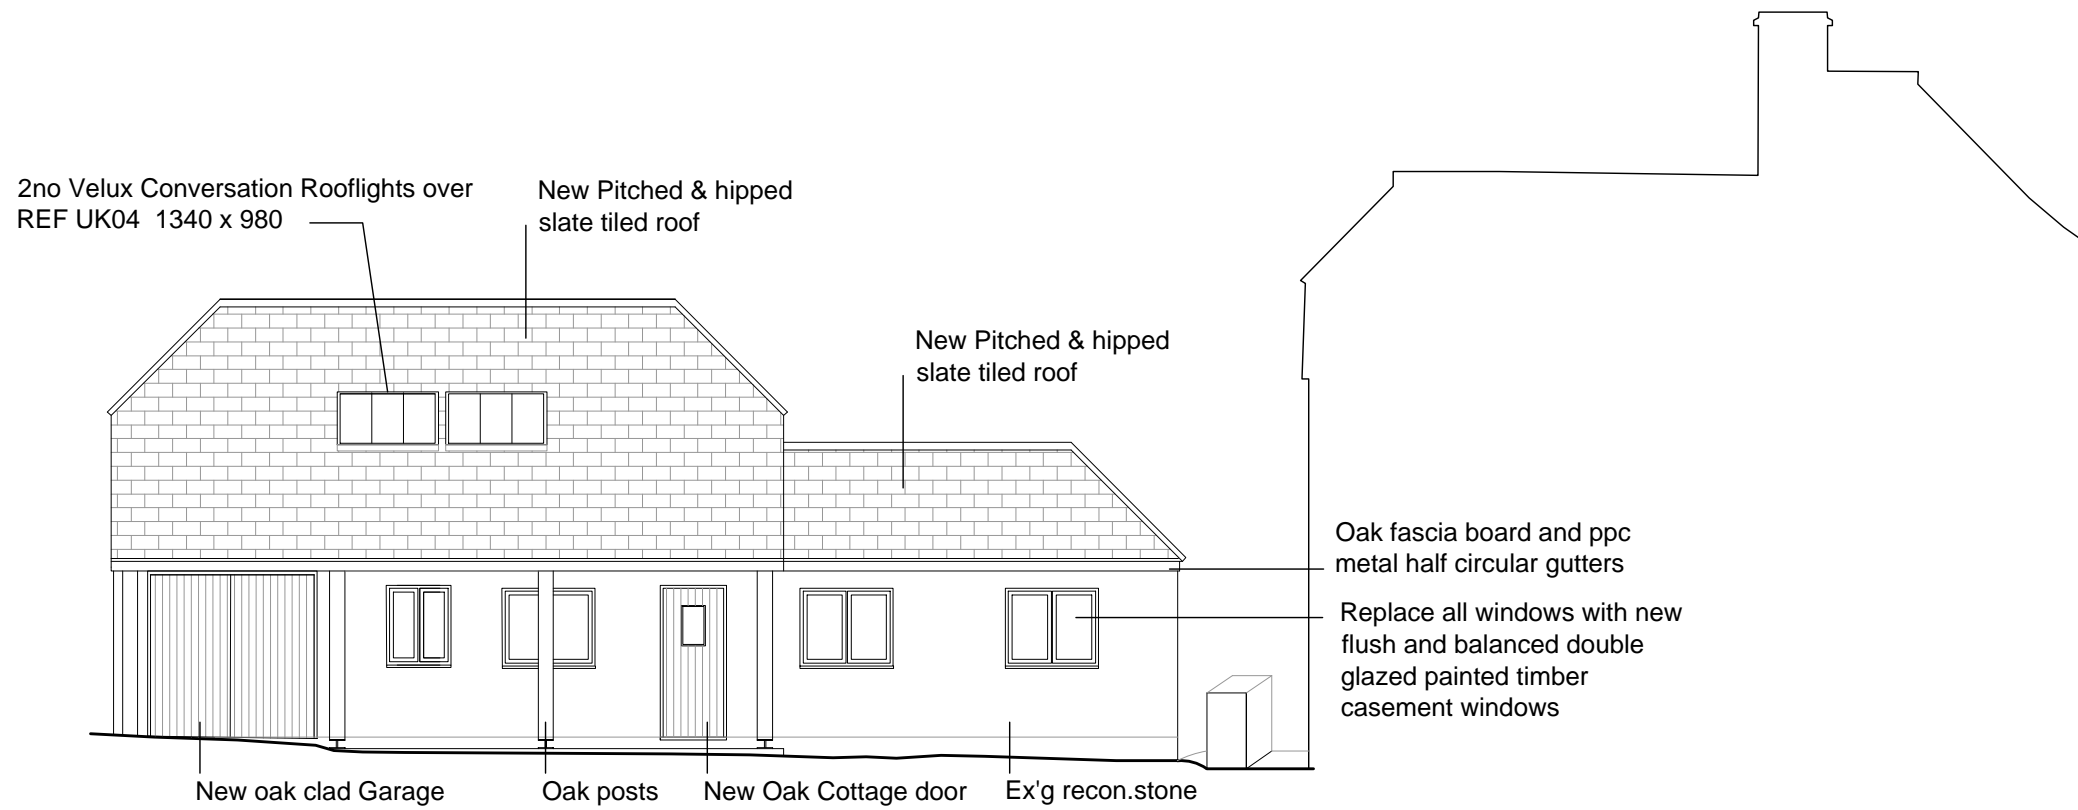 2no Velux Conversation Rooflights over
REF UK04 1340 x 980
New Pitched & hipped
slate tiled roof
New Pitched & hipped
slate tiled roof
Oak fascia board and ppc
metal half circular gutters
Replace all windows with new
flush and balanced double
glazed painted timber
casement windows
New oak clad Garage
Oak posts
New Oak Cottage door
Ex'g recon.stone